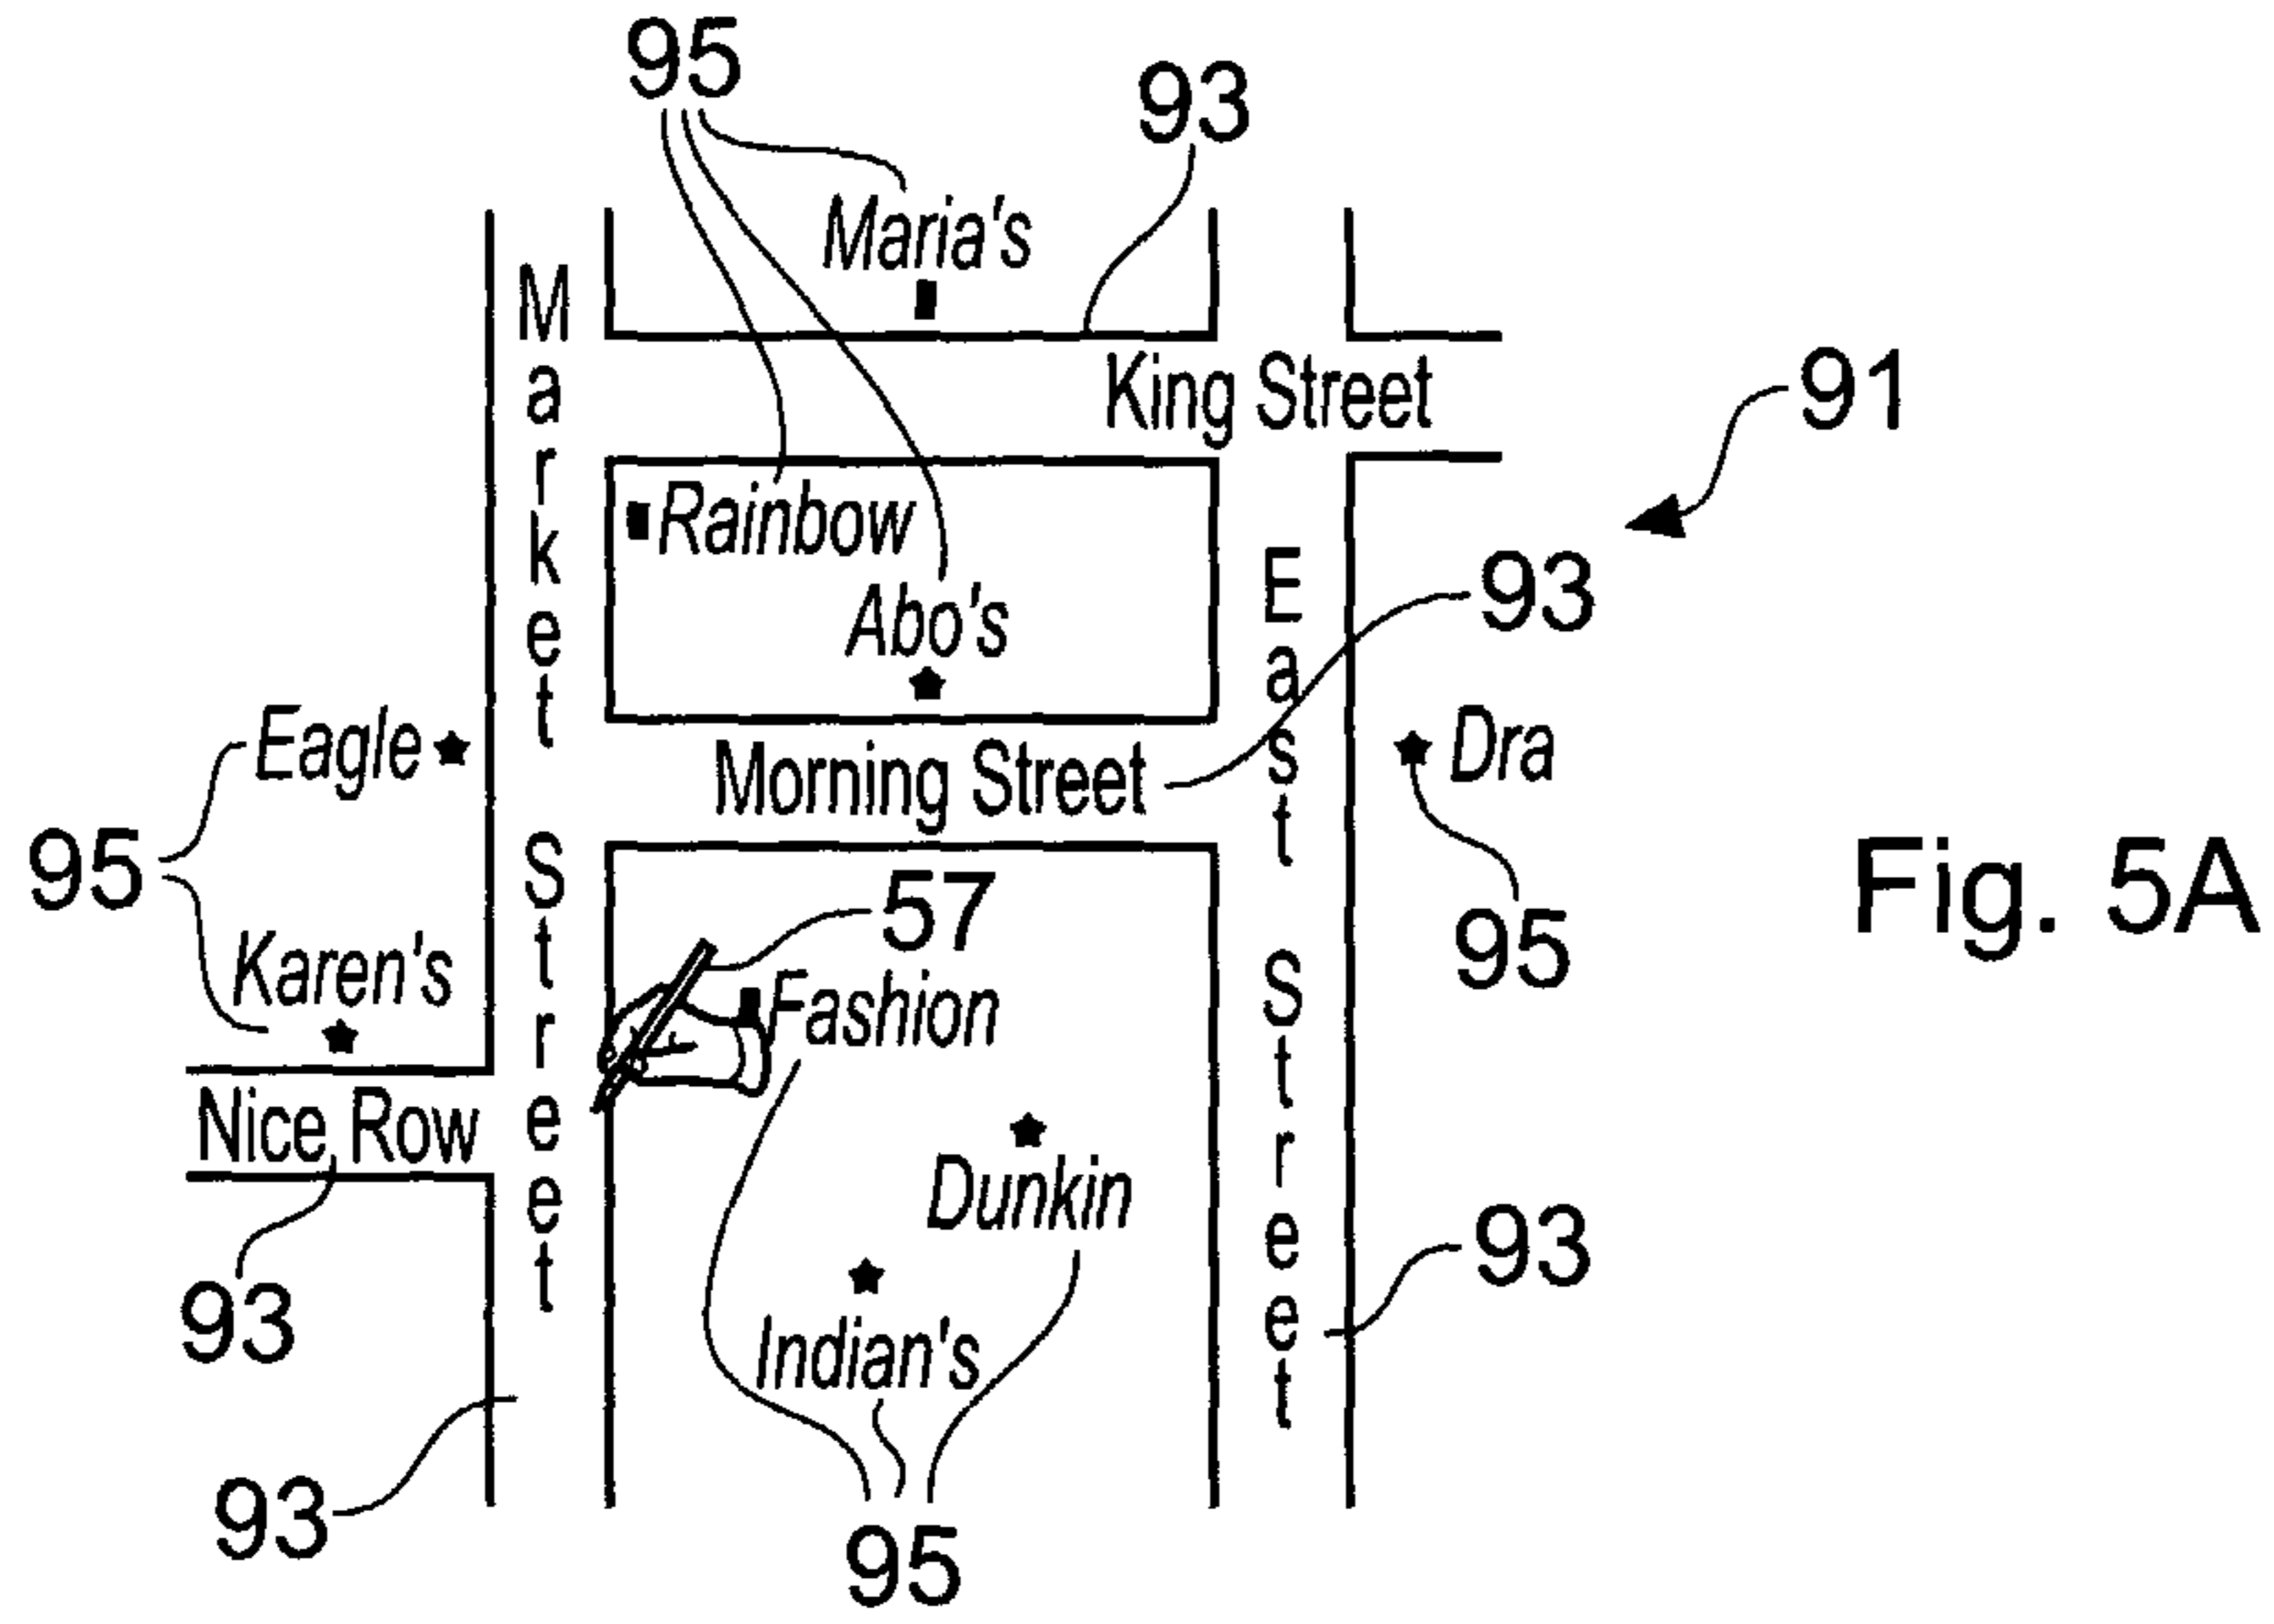 95
93
Maria's
Market Street
King Street
91
Rainbow
93
Abo's
East Street
Eagle
Dra
Morning Street
95
57
Fig. 5A
95
Karen's
Fashion
Nice Row
Dunkin
93
93
Indian's
93
95